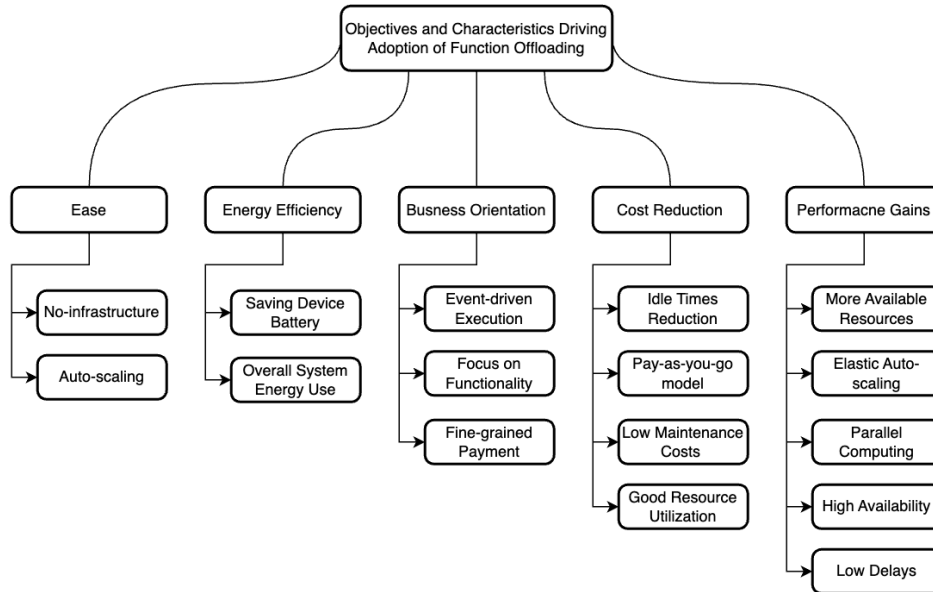 Objectives and Characteristics Driving
Adoption of Function Offloading
Ease
Energy Efficiency
Busness Orientation
Cost Reduction
Performacne Gains
No-infrastructure
Auto-scaling
Saving Device
Battery
Overall System
Energy Use
Event-driven
Execution
Focus on
Functionality
Fine-grained
Payment
Idle Times
Reduction
Pay-as-you-go
model
Low Maintenance
Costs
Good Resource
Utilization
More Available
Resources
Elastic Auto-
scaling
Parallel
Computing
High Availability
Low Delays